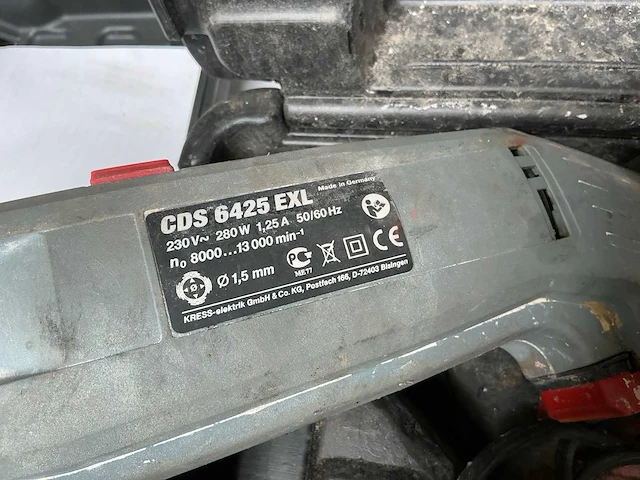 Made in Germany
CDS 6425 EXL
230 V~ 280 W 1,25 A 50/60 Hz
n₀ 8000...13 000 min⁻¹
Ø 1,5 mm
ME77
CE
KRESS-elektrik GmbH & Co. KG, Postfach 166, D-72403 Bisingen